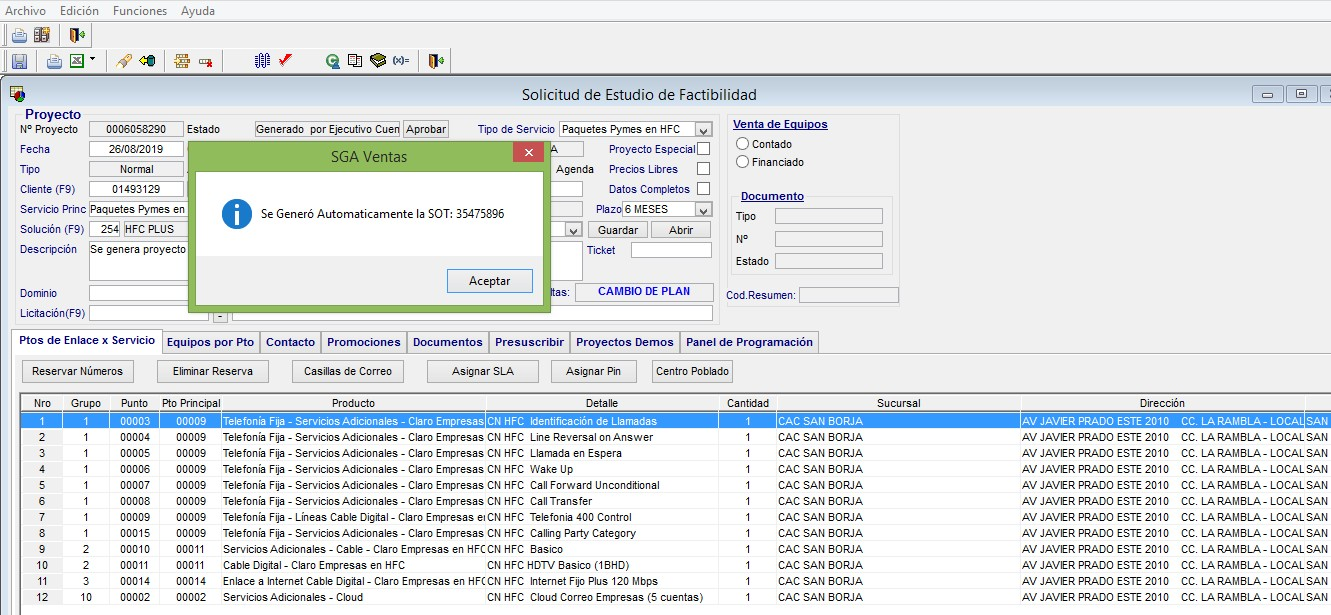 Archivo Edición Funciones Ayuda
Solicitud de Estudio de Factibilidad
Proyecto
Nº Proyecto 0006058290 Estado Generado por Ejecutivo Cuen Aprobar Tipo de Servicio Paquetes Pymes en HFC
Fecha 26/08/2019 A Proyecto Especial
Tipo Normal Agenda Precios Libres
Cliente (F9) 01493129 Datos Completos
Servicio Princ Paquetes Pymes en Plazo 6 MESES
Solución (F9) 254 HFC PLUS Guardar Abrir
Descripción Se genera proyecto Ticket
Dominio ltas: CAMBIO DE PLAN
Licitación(F9) -
SGA Ventas
Se Generó Automaticamente la SOT: 35475896
Aceptar
Venta de Equipos
Contado
Financiado
Documento
Tipo
Nº
Estado
Cod.Resumen:
Ptos de Enlace x Servicio Equipos por Pto Contacto Promociones Documentos Presuscribir Proyectos Demos Panel de Programación
Reservar Números Eliminar Reserva Casillas de Correo Asignar SLA Asignar Pin Centro Poblado
Nro Grupo Punto Pto Principal Producto Detalle Cantidad Sucursal Dirección
1 1 00003 00009 Telefonía Fija - Servicios Adicionales - Claro Empresas CN HFC Identificación de Llamadas 1 CAC SAN BORJA AV JAVIER PRADO ESTE 2010 CC. LA RAMBLA - LOCAL SAN
2 1 00004 00009 Telefonía Fija - Servicios Adicionales - Claro Empresas CN HFC Line Reversal on Answer 1 CAC SAN BORJA AV JAVIER PRADO ESTE 2010 CC. LA RAMBLA - LOCAL SAN
3 1 00005 00009 Telefonía Fija - Servicios Adicionales - Claro Empresas CN HFC Llamada en Espera 1 CAC SAN BORJA AV JAVIER PRADO ESTE 2010 CC. LA RAMBLA - LOCAL SAN
4 1 00006 00009 Telefonía Fija - Servicios Adicionales - Claro Empresas CN HFC Wake Up 1 CAC SAN BORJA AV JAVIER PRADO ESTE 2010 CC. LA RAMBLA - LOCAL SAN
5 1 00007 00009 Telefonía Fija - Servicios Adicionales - Claro Empresas CN HFC Call Forward Unconditional 1 CAC SAN BORJA AV JAVIER PRADO ESTE 2010 CC. LA RAMBLA - LOCAL SAN
6 1 00008 00009 Telefonía Fija - Servicios Adicionales - Claro Empresas CN HFC Call Transfer 1 CAC SAN BORJA AV JAVIER PRADO ESTE 2010 CC. LA RAMBLA - LOCAL SAN
7 1 00009 00009 Telefonía Fija - Líneas Cable Digital - Claro Empresas en CN HFC Telefonia 400 Control 1 CAC SAN BORJA AV JAVIER PRADO ESTE 2010 CC. LA RAMBLA - LOCAL SAN
8 1 00015 00009 Telefonía Fija - Servicios Adicionales - Claro Empresas CN HFC Calling Party Category 1 CAC SAN BORJA AV JAVIER PRADO ESTE 2010 CC. LA RAMBLA - LOCAL SAN
9 2 00010 00011 Servicios Adicionales - Cable - Claro Empresas en HFC CN HFC Basico 1 CAC SAN BORJA AV JAVIER PRADO ESTE 2010 CC. LA RAMBLA - LOCAL SAN
10 2 00011 00011 Cable Digital - Claro Empresas en HFC CN HFC HDTV Basico (1BHD) 1 CAC SAN BORJA AV JAVIER PRADO ESTE 2010 CC. LA RAMBLA - LOCAL SAN
11 3 00014 00014 Enlace a Internet Cable Digital - Claro Empresas en HFC CN HFC Internet Fijo Plus 120 Mbps 1 CAC SAN BORJA AV JAVIER PRADO ESTE 2010 CC. LA RAMBLA - LOCAL SAN
12 10 00002 00002 Servicios Adicionales - Cloud CN HFC Cloud Correo Empresas (5 cuentas) 1 CAC SAN BORJA AV JAVIER PRADO ESTE 2010 CC. LA RAMBLA - LOCAL SAN